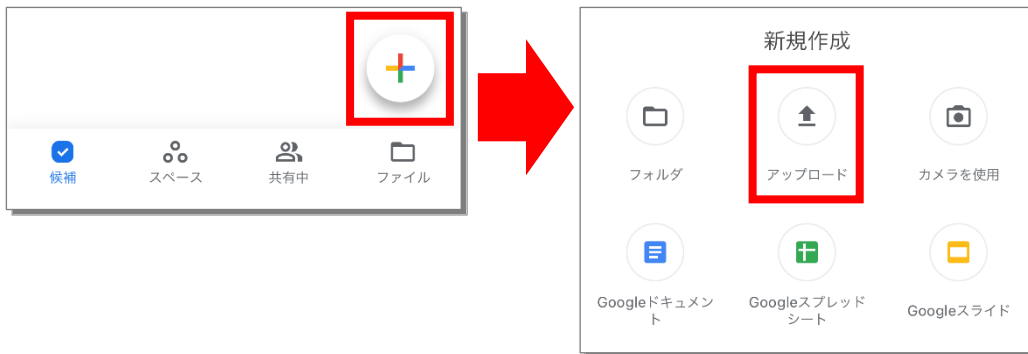 候補
スペース
共有中
ファイル
新規作成
フォルダ
アップロード
カメラを使用
Googleドキュメン
ト
Googleスプレッド
シート
Googleスライド